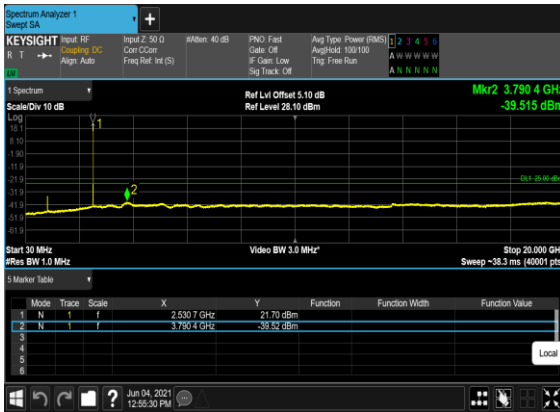 Spectrum Analyzer 1
Swept SA
+
KEYSIGHT Input: RF Input Z: 50 Ω #Atten: 40 dB PNO: Fast Avg Type: Power (RMS) 1 2 3 4 5 6
R T Coupling: DC Corr CCorr Gate: Off Avg|Hold: 100/100
Align: Auto Freq Ref: Int (S) IF Gain: Low Trig: Free Run A W W W W W
Sig Track: Off
A N N N N N
1 Spectrum
Scale/Div 10 dB
Ref Lvl Offset 5.10 dB
Ref Level 28.10 dBm
Mkr2 3.790 4 GHz
-39.515 dBm
Log
18.1
8.10
-1.90
-11.9
-21.9
-31.9
-41.9
-51.9
-61.9
1
2
DL1 -25.00 dBm
Start 30 MHz Video BW 3.0 MHz* Stop 20.000 GHz
#Res BW 1.0 MHz Sweep ~38.3 ms (40001 pts)
5 Marker Table
Mode Trace Scale X Y Function Function Width Function Value
1 N 1 f 2.530 7 GHz 21.70 dBm
2 N 1 f 3.790 4 GHz -39.52 dBm
3
4
5
6
Local
?
Jun 04, 2021
12:55:30 PM